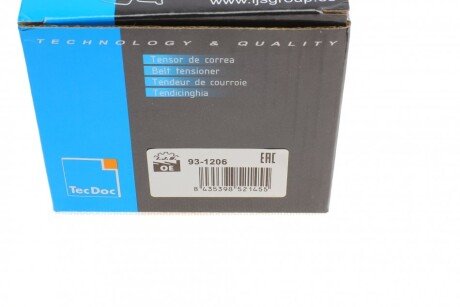 www.ijsgroup.es
TECHNOLOGY & QUALITY
Tensor de correa
Belt tensioner
Tendeur de courroie
Tendicinghia
OE
93-1206
EAC
8 435398 521455
TecDoc